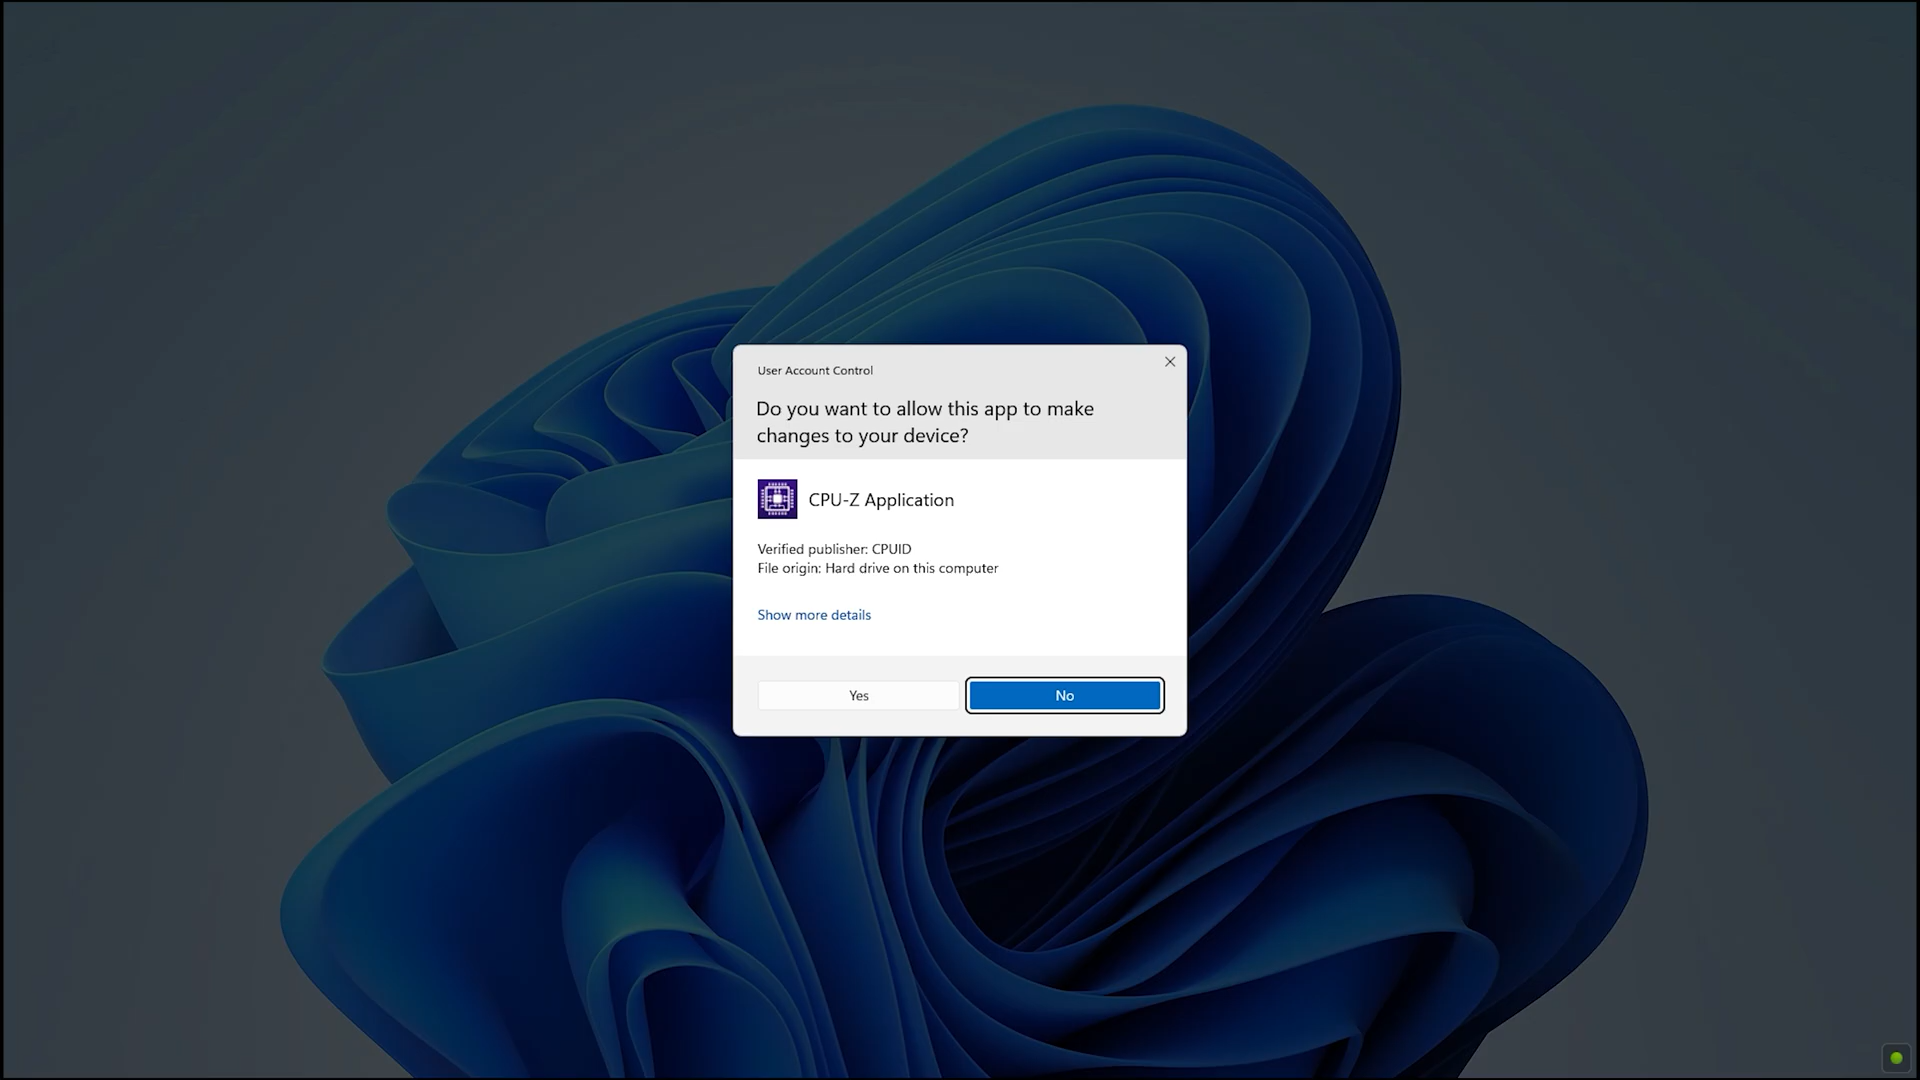 User Account Control
Do you want to allow this app to make
changes to your device?
CPU-Z Application
Verified publisher: CPUID
File origin: Hard drive on this computer
Show more details
Yes
No